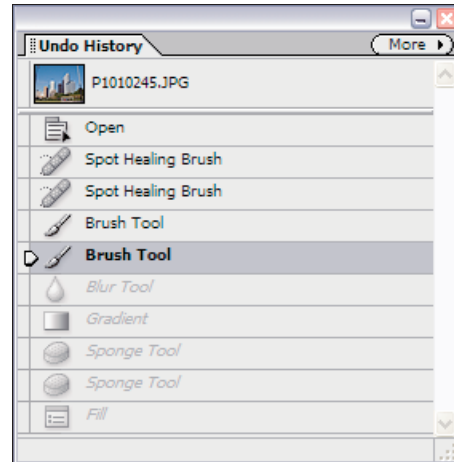 Undo History
More
P1010245.JPG
Open
Spot Healing Brush
Spot Healing Brush
Brush Tool
Brush Tool
Blur Tool
Gradient
Sponge Tool
Sponge Tool
Fill